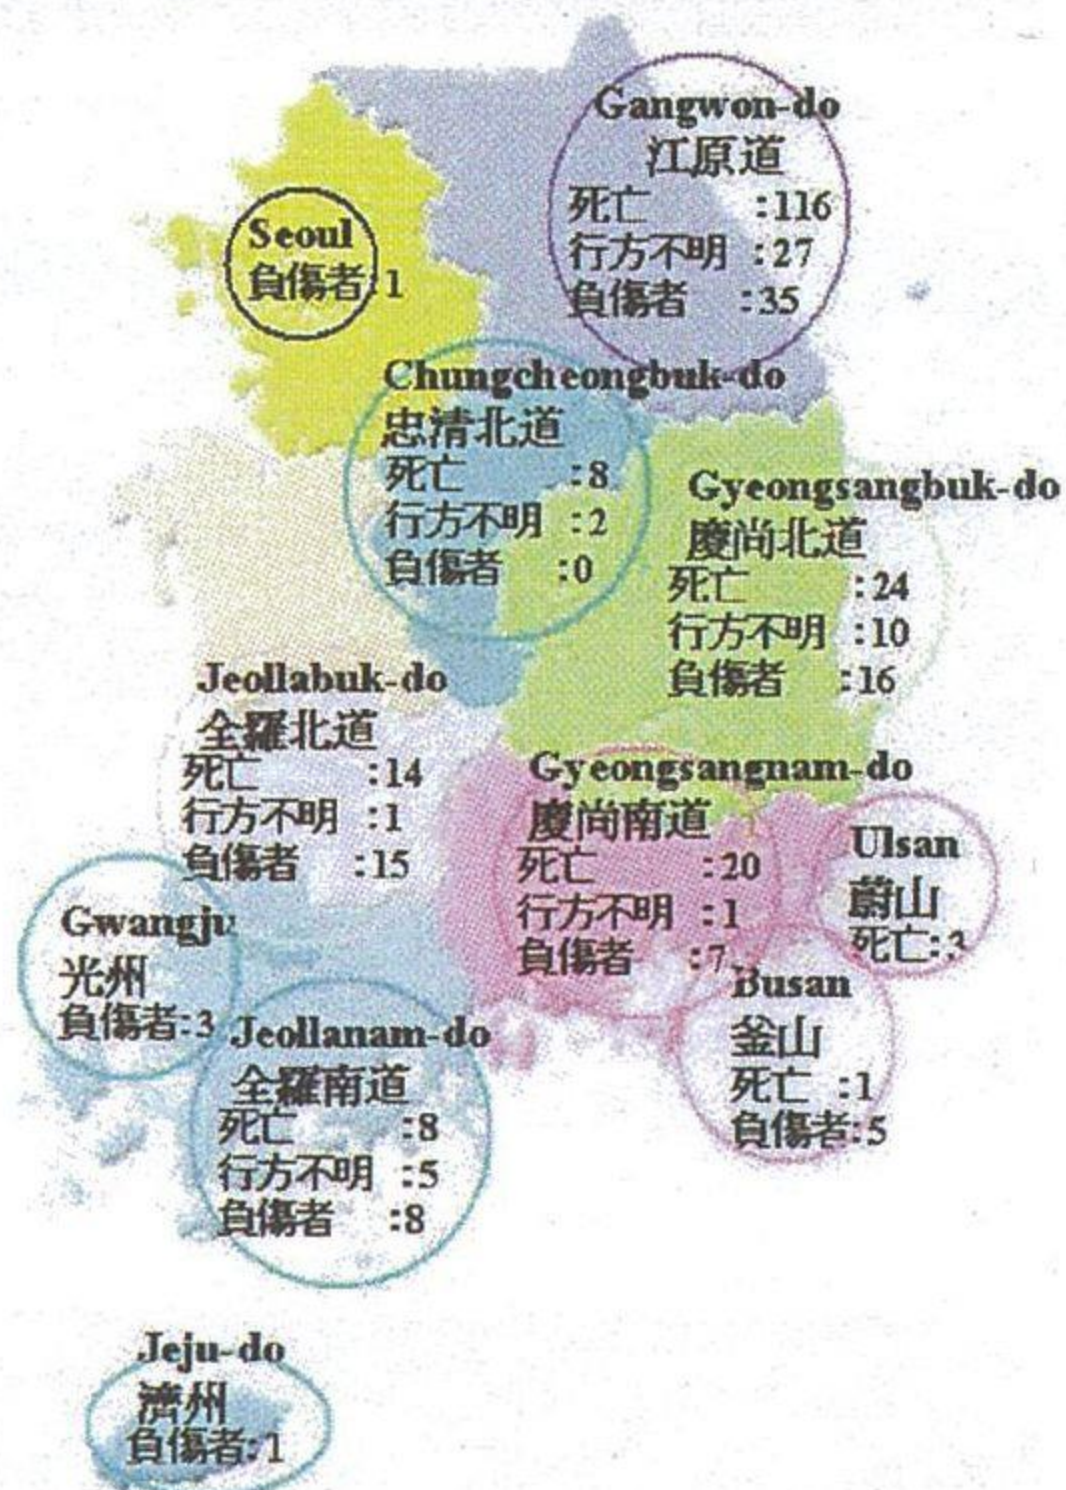 Gangwon-do
江原道
死亡 :116
行方不明 :27
負傷者 :35
Seoul
負傷者:1
Chungcheongbuk-do
忠清北道
死亡 :8
行方不明 :2
負傷者 :0
Gyeongsangbuk-do
慶尚北道
死亡 :24
行方不明 :10
負傷者 :16
Jeollabuk-do
全羅北道
死亡 :14
行方不明 :1
負傷者 :15
Gyeongsangnam-do
慶尚南道
死亡 :20
行方不明 :1
負傷者 :7
Ulsan
蔚山
死亡:3
Gwangju
光州
負傷者:3
Busan
釜山
死亡 :1
負傷者:5
Jeollanam-do
全羅南道
死亡 :8
行方不明 :5
負傷者 :8
Jeju-do
濟州
負傷者:1